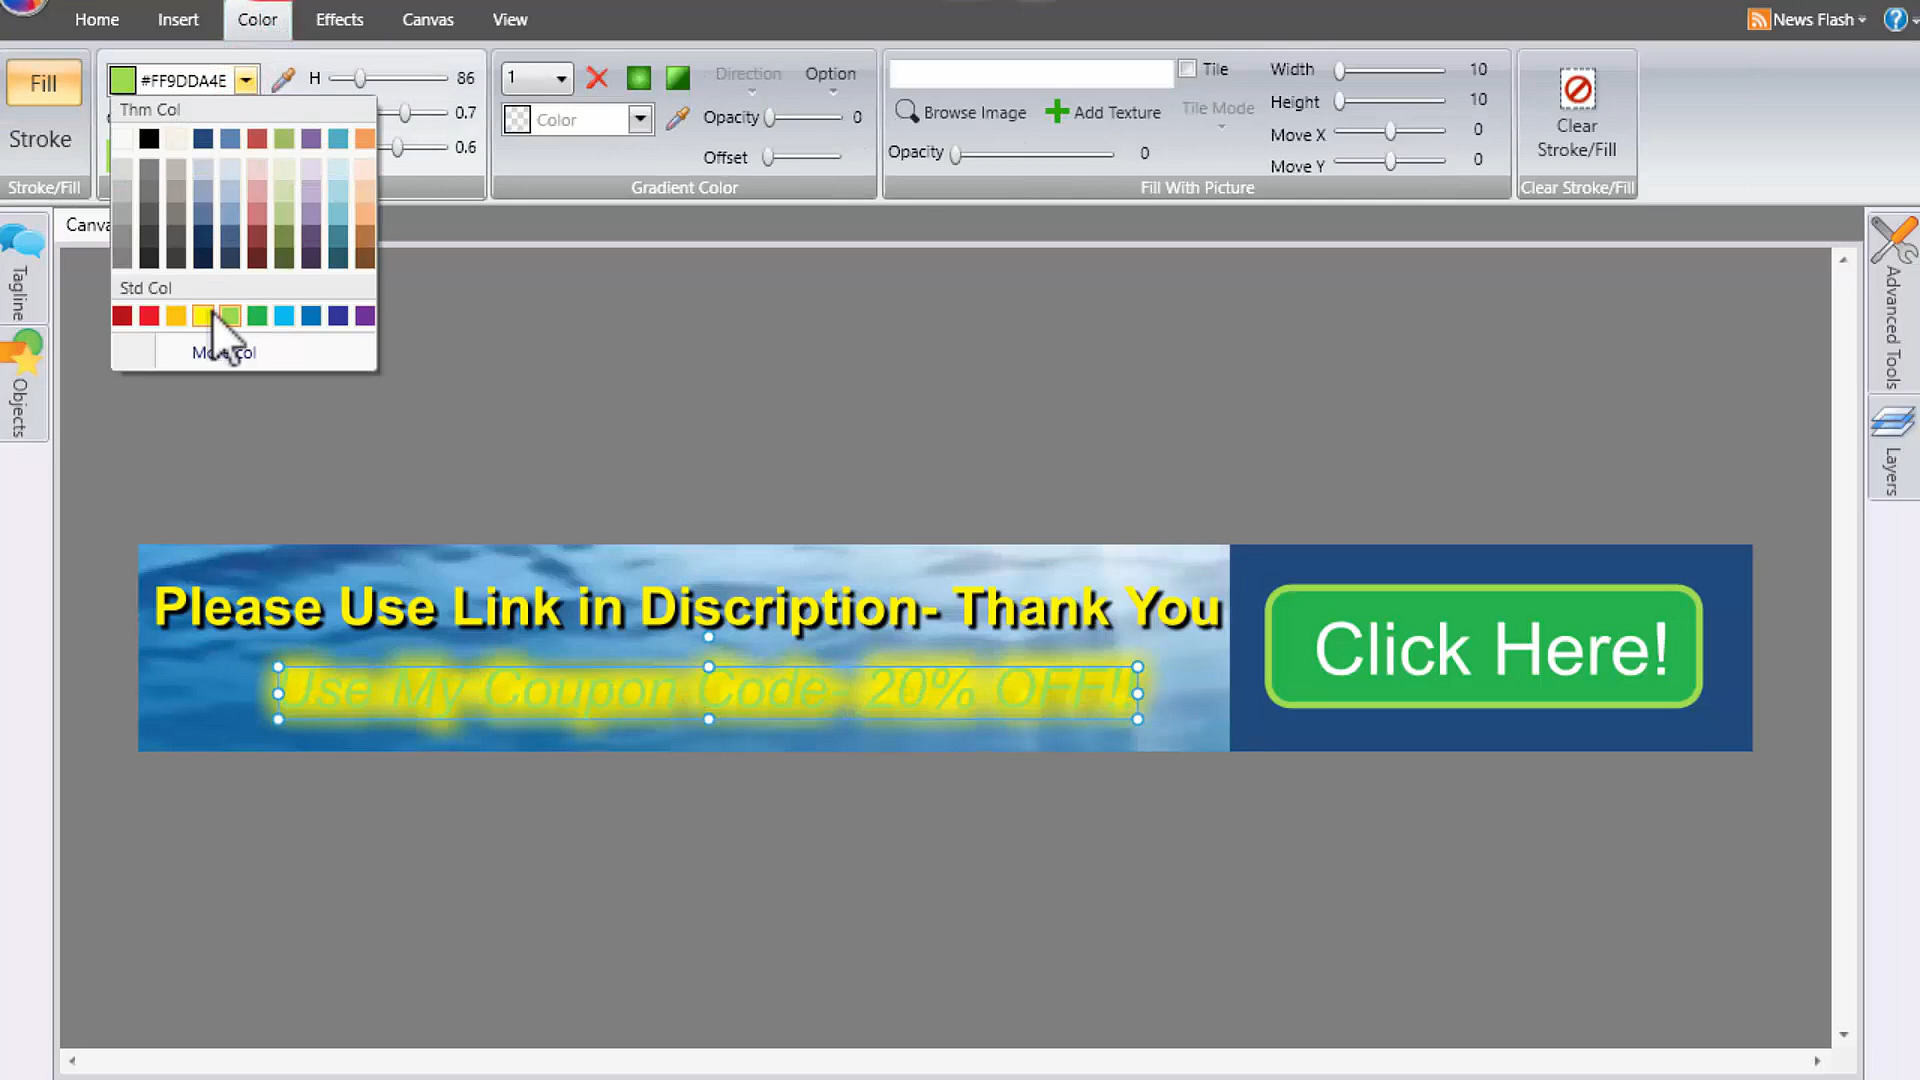 Home Insert Color Effects Canvas View News Flash
Fill #FF9DDA4E H 86 1 Direction Option Tile Width 10
Thm Col 0.7 Color Opacity 0 Browse Image Add Texture Tile Mode Height 10
Stroke 0.6 Offset Opacity 0 Move X 0 Clear
Move Y 0 Stroke/Fill
Stroke/Fill Gradient Color Fill With Picture Clear Stroke/Fill
Tagline
Objects
Std Col
Advanced Tools
Layers
Please Use Link in Discription- Thank You
Use My Coupon Code- 20% OFF!!
Click Here!